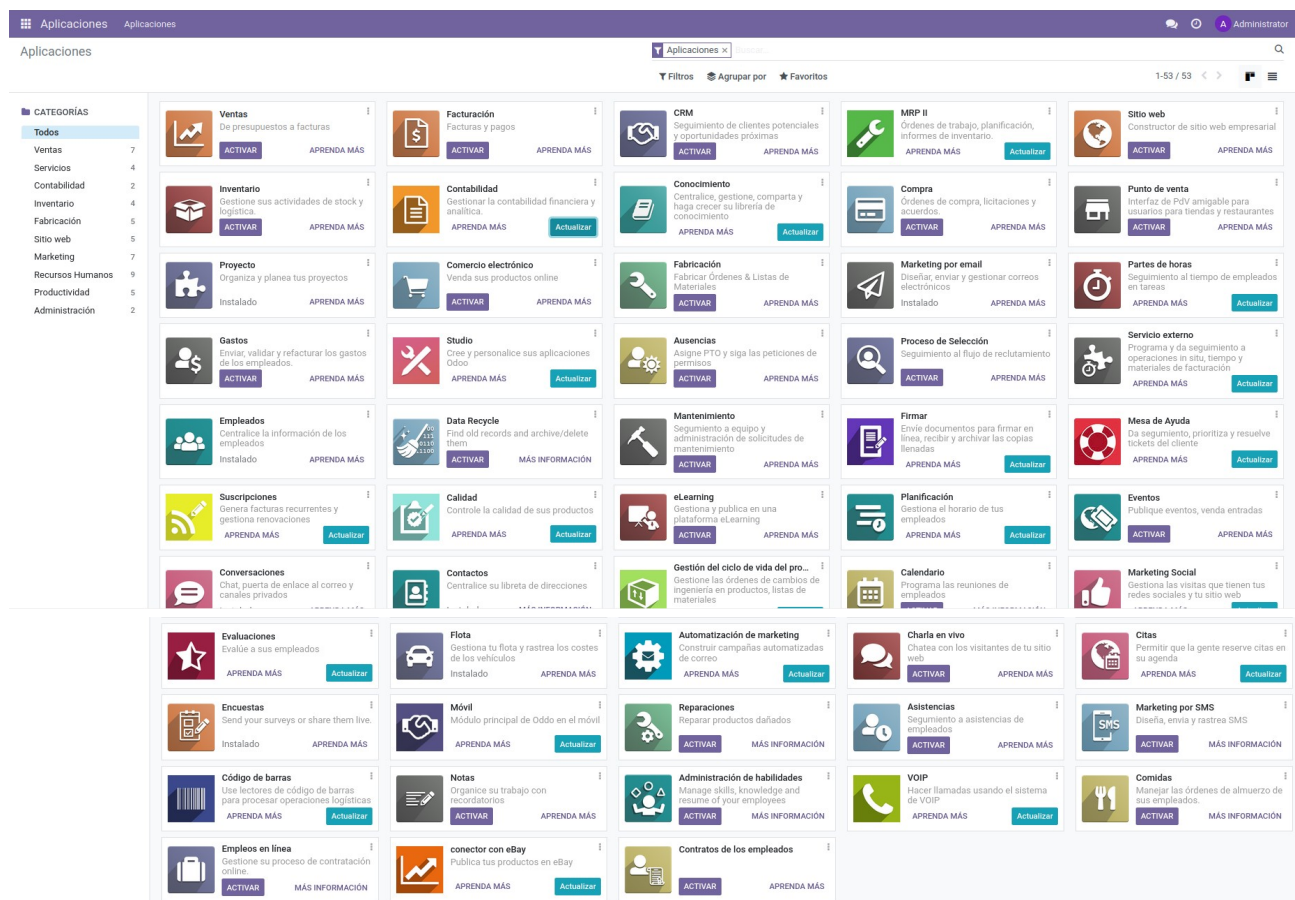 Aplicaciones Aplicaciones Administrator
Aplicaciones Aplicaciones × Buscar...
Filtros Agrupar por Favoritos 1-53 / 53
CATEGORÍAS
Todos
Ventas 7
Servicios 4
Contabilidad 2
Inventario 4
Fabricación 5
Sitio web 5
Marketing 7
Recursos Humanos 9
Productividad 5
Administración 2
Ventas
De presupuestos a facturas
ACTIVAR APRENDA MÁS
Facturación
Facturas y pagos
ACTIVAR APRENDA MÁS
CRM
Seguimiento de clientes potenciales
y oportunidades próximas
ACTIVAR APRENDA MÁS
MRP II
Órdenes de trabajo, planificación,
informes de inventario.
APRENDA MÁS Actualizar
Sitio web
Constructor de sitio web empresarial
ACTIVAR APRENDA MÁS
Inventario
Gestione sus actividades de stock y
logística.
ACTIVAR APRENDA MÁS
Contabilidad
Gestionar la contabilidad financiera y
analítica.
APRENDA MÁS Actualizar
Conocimiento
Centralice, gestione, comparta y
haga crecer su librería de
conocimiento
APRENDA MÁS Actualizar
Compra
Órdenes de compra, licitaciones y
acuerdos.
ACTIVAR APRENDA MÁS
Punto de venta
Interfaz de PdV amigable para
usuarios para tiendas y restaurantes
ACTIVAR APRENDA MÁS
Proyecto
Organiza y planea tus proyectos
Instalado APRENDA MÁS
Comercio electrónico
Venda sus productos online
ACTIVAR APRENDA MÁS
Fabricación
Fabricar Órdenes & Listas de
Materiales
ACTIVAR APRENDA MÁS
Marketing por email
Diseñar, enviar y gestionar correos
electrónicos
Instalado APRENDA MÁS
Partes de horas
Seguimiento al tiempo de empleados
en tareas
APRENDA MÁS Actualizar
Gastos
Enviar, validar y refacturar los gastos
de los empleados.
ACTIVAR APRENDA MÁS
Studio
Cree y personalice sus aplicaciones
Odoo
APRENDA MÁS Actualizar
Ausencias
Asigne PTO y siga las peticiones de
permisos
ACTIVAR APRENDA MÁS
Proceso de Selección
Seguimiento al flujo de reclutamiento
ACTIVAR APRENDA MÁS
Servicio externo
Programa y da seguimiento a
operaciones in situ, tiempo y
materiales de facturación
APRENDA MÁS Actualizar
Empleados
Centralice la información de los
empleados
Instalado APRENDA MÁS
Data Recycle
Find old records and archive/delete
them
ACTIVAR MÁS INFORMACIÓN
Mantenimiento
Segumiento a equipo y
administración de solicitudes de
mantenimiento
ACTIVAR APRENDA MÁS
Firmar
Envíe documentos para firmar en
línea, recibir y archivar las copias
llenadas
APRENDA MÁS Actualizar
Mesa de Ayuda
Da seguimiento, prioritiza y resuelve
tickets del cliente
APRENDA MÁS Actualizar
Suscripciones
Genera facturas recurrentes y
gestiona renovaciones
APRENDA MÁS Actualizar
Calidad
Controle la calidad de sus productos
APRENDA MÁS Actualizar
eLearning
Gestiona y publica en una
plataforma eLearning
ACTIVAR APRENDA MÁS
Planificación
Gestiona el horario de tus
empleados
APRENDA MÁS Actualizar
Eventos
Publique eventos, venda entradas
ACTIVAR APRENDA MÁS
Conversaciones
Chat, puerta de enlace al correo y
canales privados
Contactos
Centralice su libreta de direcciones
Gestión del ciclo de vida del pro...
Gestione las órdenes de cambios de
ingeniería en productos, listas de
materiales
Calendario
Programa las reuniones de
empleados
Marketing Social
Gestiona las visitas que tienen tus
redes sociales y tu sitio web
Evaluaciones
Evalúe a sus empleados
APRENDA MÁS Actualizar
Flota
Gestiona tu flota y rastrea los costes
de los vehículos
Instalado APRENDA MÁS
Automatización de marketing
Construir campañas automatizadas
de correo
APRENDA MÁS Actualizar
Charla en vivo
Chatea con los visitantes de tu sitio
web
ACTIVAR APRENDA MÁS
Citas
Permitir que la gente reserve citas en
su agenda
APRENDA MÁS Actualizar
Encuestas
Send your surveys or share them live.
Instalado APRENDA MÁS
Móvil
Módulo principal de Oddo en el móvil
APRENDA MÁS Actualizar
Reparaciones
Reparar productos dañados
ACTIVAR MÁS INFORMACIÓN
Asistencias
Segumiento a asistencias de
empleados
ACTIVAR APRENDA MÁS
Marketing por SMS
Diseña, envia y rastrea SMS
ACTIVAR MÁS INFORMACIÓN
Código de barras
Use lectores de código de barras
para procesar operaciones logísticas
APRENDA MÁS Actualizar
Notas
Organice su trabajo con
recordatorios
ACTIVAR APRENDA MÁS
Administración de habilidades
Manage skills, knowledge and
resume of your employees
ACTIVAR MÁS INFORMACIÓN
VOIP
Hacer llamadas usando el sistema
de VOIP
APRENDA MÁS Actualizar
Comidas
Manejar las órdenes de almuerzo de
sus empleados.
ACTIVAR MÁS INFORMACIÓN
Empleos en línea
Gestione su proceso de contratación
online.
ACTIVAR MÁS INFORMACIÓN
conector con eBay
Publica tus productos en eBay
APRENDA MÁS Actualizar
Contratos de los empleados
ACTIVAR APRENDA MÁS